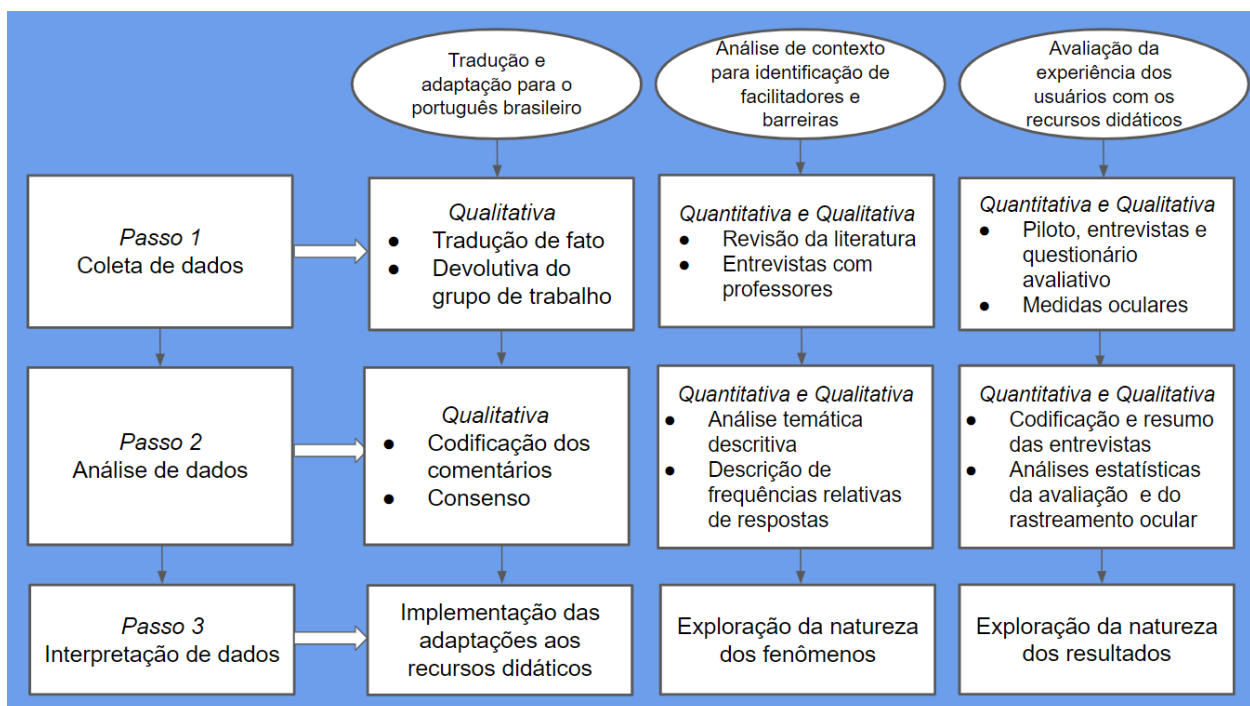 Tradução e
adaptação para o
português brasileiro
Análise de contexto
para identificação de
facilitadores e
barreiras
Avaliação da
experiência dos
usuários com os
recursos didáticos
Passo 1
Coleta de dados
Qualitativa
● Tradução de fato
● Devolutiva do
grupo de trabalho
Quantitativa e Qualitativa
● Revisão da literatura
● Entrevistas com
professores
Quantitativa e Qualitativa
● Piloto, entrevistas e
questionário
avaliativo
● Medidas oculares
Passo 2
Análise de dados
Qualitativa
● Codificação dos
comentários
● Consenso
Quantitativa e Qualitativa
● Análise temática
descritiva
● Descrição de
frequências relativas
de respostas
Quantitativa e Qualitativa
● Codificação e resumo
das entrevistas
● Análises estatísticas
da avaliação e do
rastreamento ocular
Passo 3
Interpretação de dados
Implementação das
adaptações aos
recursos didáticos
Exploração da natureza
dos fenômenos
Exploração da natureza
dos resultados